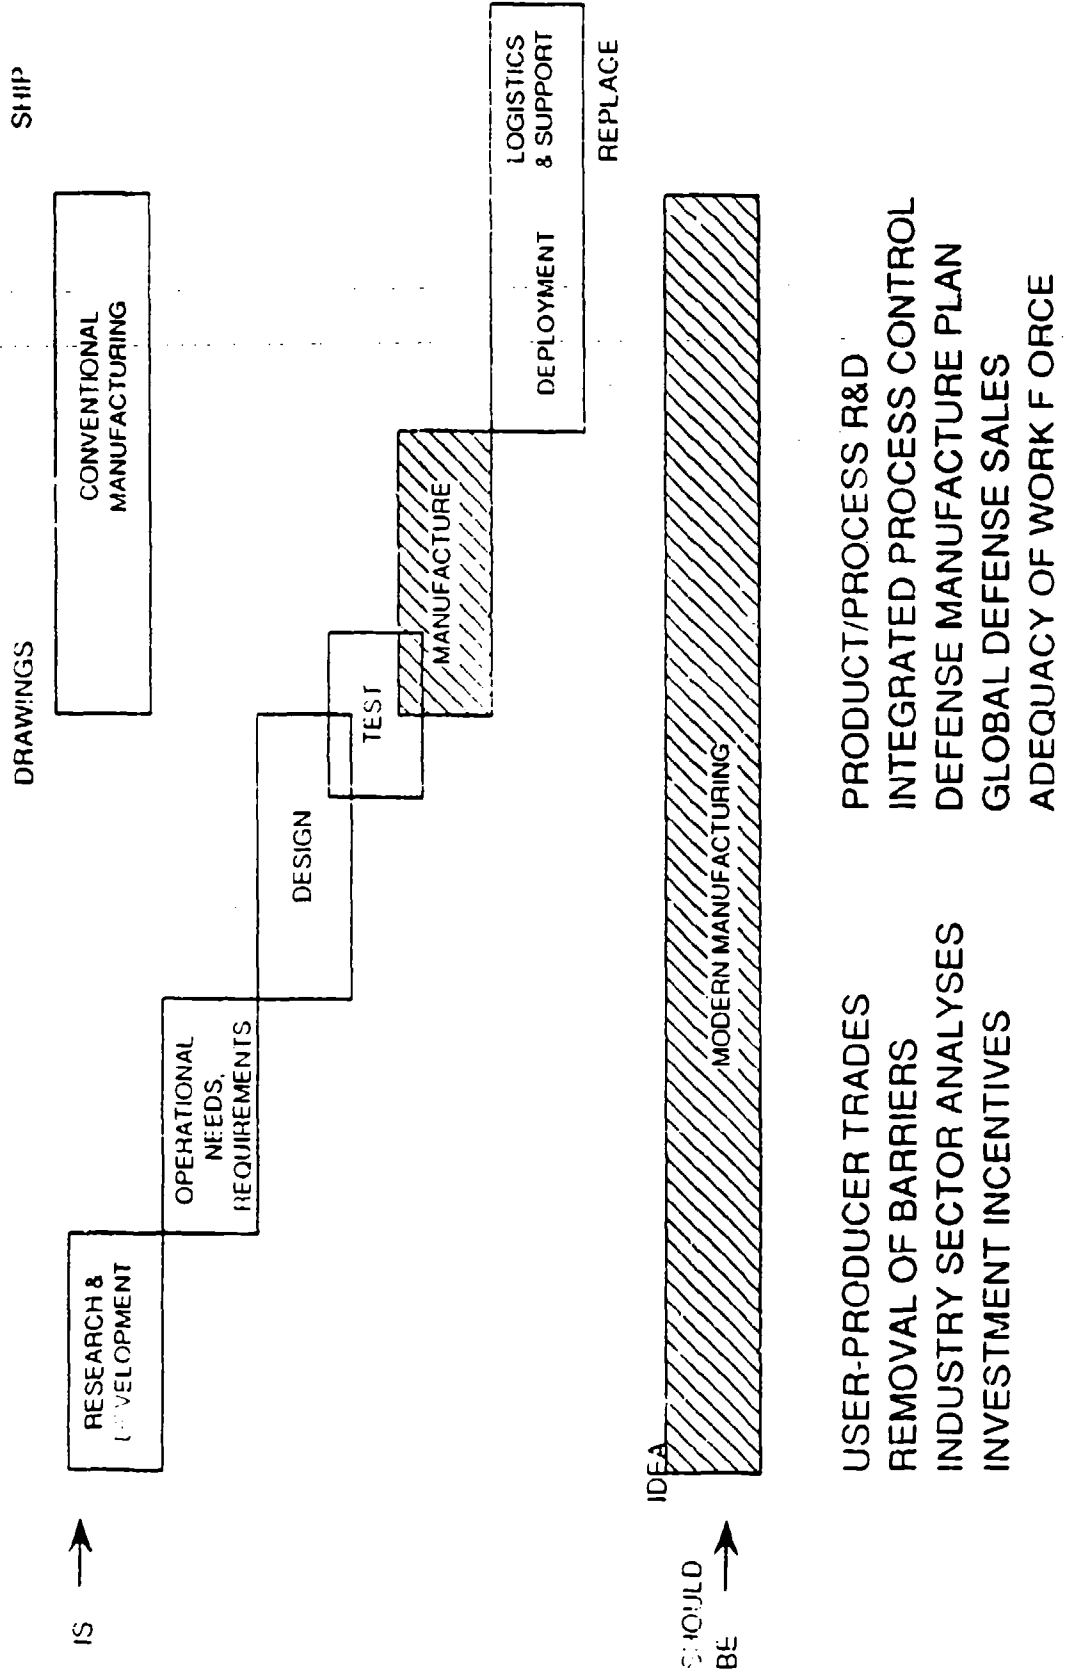 DRAWINGS
SHIP
IS
CONVENTIONAL
MANUFACTURING
RESEARCH &
DEVELOPMENT
OPERATIONAL
NEEDS,
REQUIREMENTS
DESIGN
TEST
MANUFACTURE
DEPLOYMENT
LOGISTICS
& SUPPORT
REPLACE
IDEA
SHOULD
BE
MODERN MANUFACTURING
USER-PRODUCER TRADES
REMOVAL OF BARRIERS
INDUSTRY SECTOR ANALYSES
INVESTMENT INCENTIVES
PRODUCT/PROCESS R&D
INTEGRATED PROCESS CONTROL
DEFENSE MANUFACTURE PLAN
GLOBAL DEFENSE SALES
ADEQUACY OF WORK F ORCE